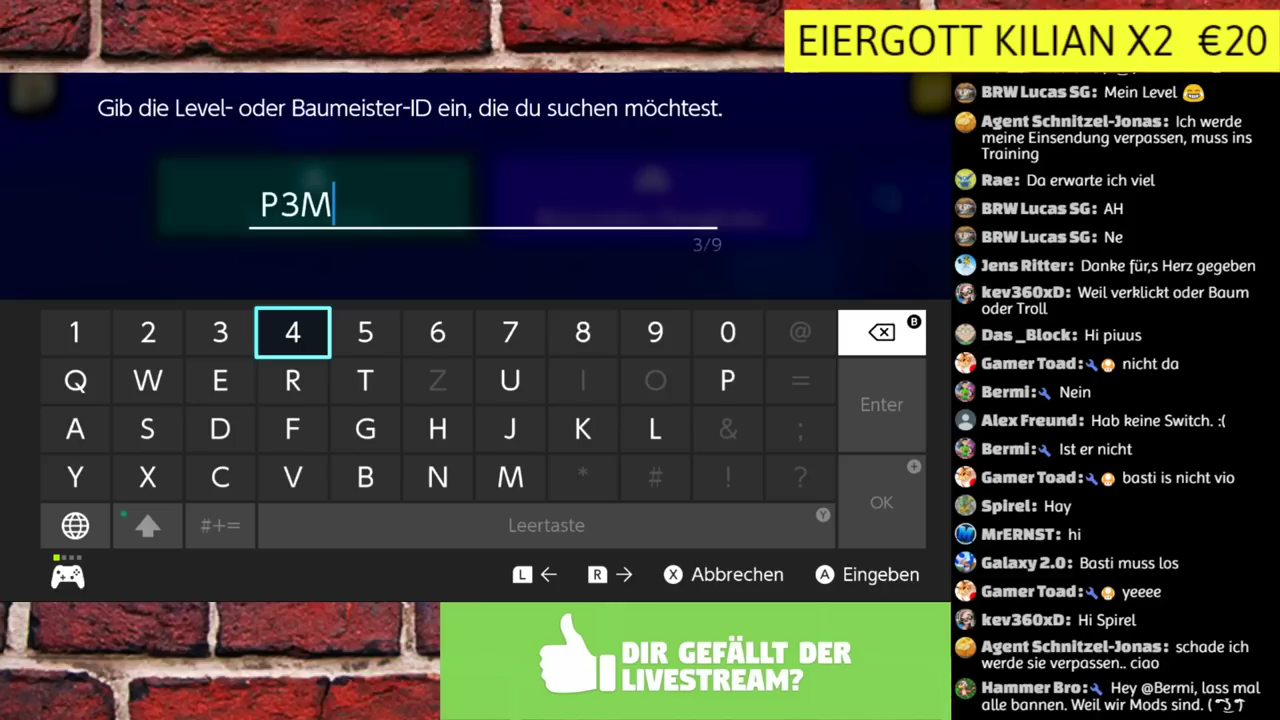 EIERGOTT KILIAN X2 €20
Gib die Level- oder Baumeister-ID ein, die du suchen möchtest.
P3M
3/9
1 2 3 4 5 6 7 8 9 0 @ B
Q W E R T Z U I O P =
Enter
A S D F G H J K L & ;
Y X C V B N M * # ! ? +
OK
#+= Leertaste Y
L ← R → X Abbrechen A Eingeben
DIR GEFÄLLT DER
LIVESTREAM?
BRW Lucas SG: Mein Level 😂
Agent Schnitzel-Jonas: Ich werde
meine Einsendung verpassen, muss ins
Training
Rae: Da erwarte ich viel
BRW Lucas SG: AH
BRW Lucas SG: Ne
Jens Ritter: Danke für,s Herz gegeben
kev360xD: Weil verklickt oder Baum
oder Troll
Das_Block: Hi piuus
Gamer Toad: nicht da
Bermi: Nein
Alex Freund: Hab keine Switch. :(
Bermi: Ist er nicht
Gamer Toad: basti is nicht vio
Spirel: Hay
MrERNST: hi
Galaxy 2.0: Basti muss los
Gamer Toad: yeeee
kev360xD: Hi Spirel
Agent Schnitzel-Jonas: schade ich
werde sie verpassen.. ciao
Hammer Bro: Hey @Bermi, lass mal
alle bannen. Weil wir Mods sind.